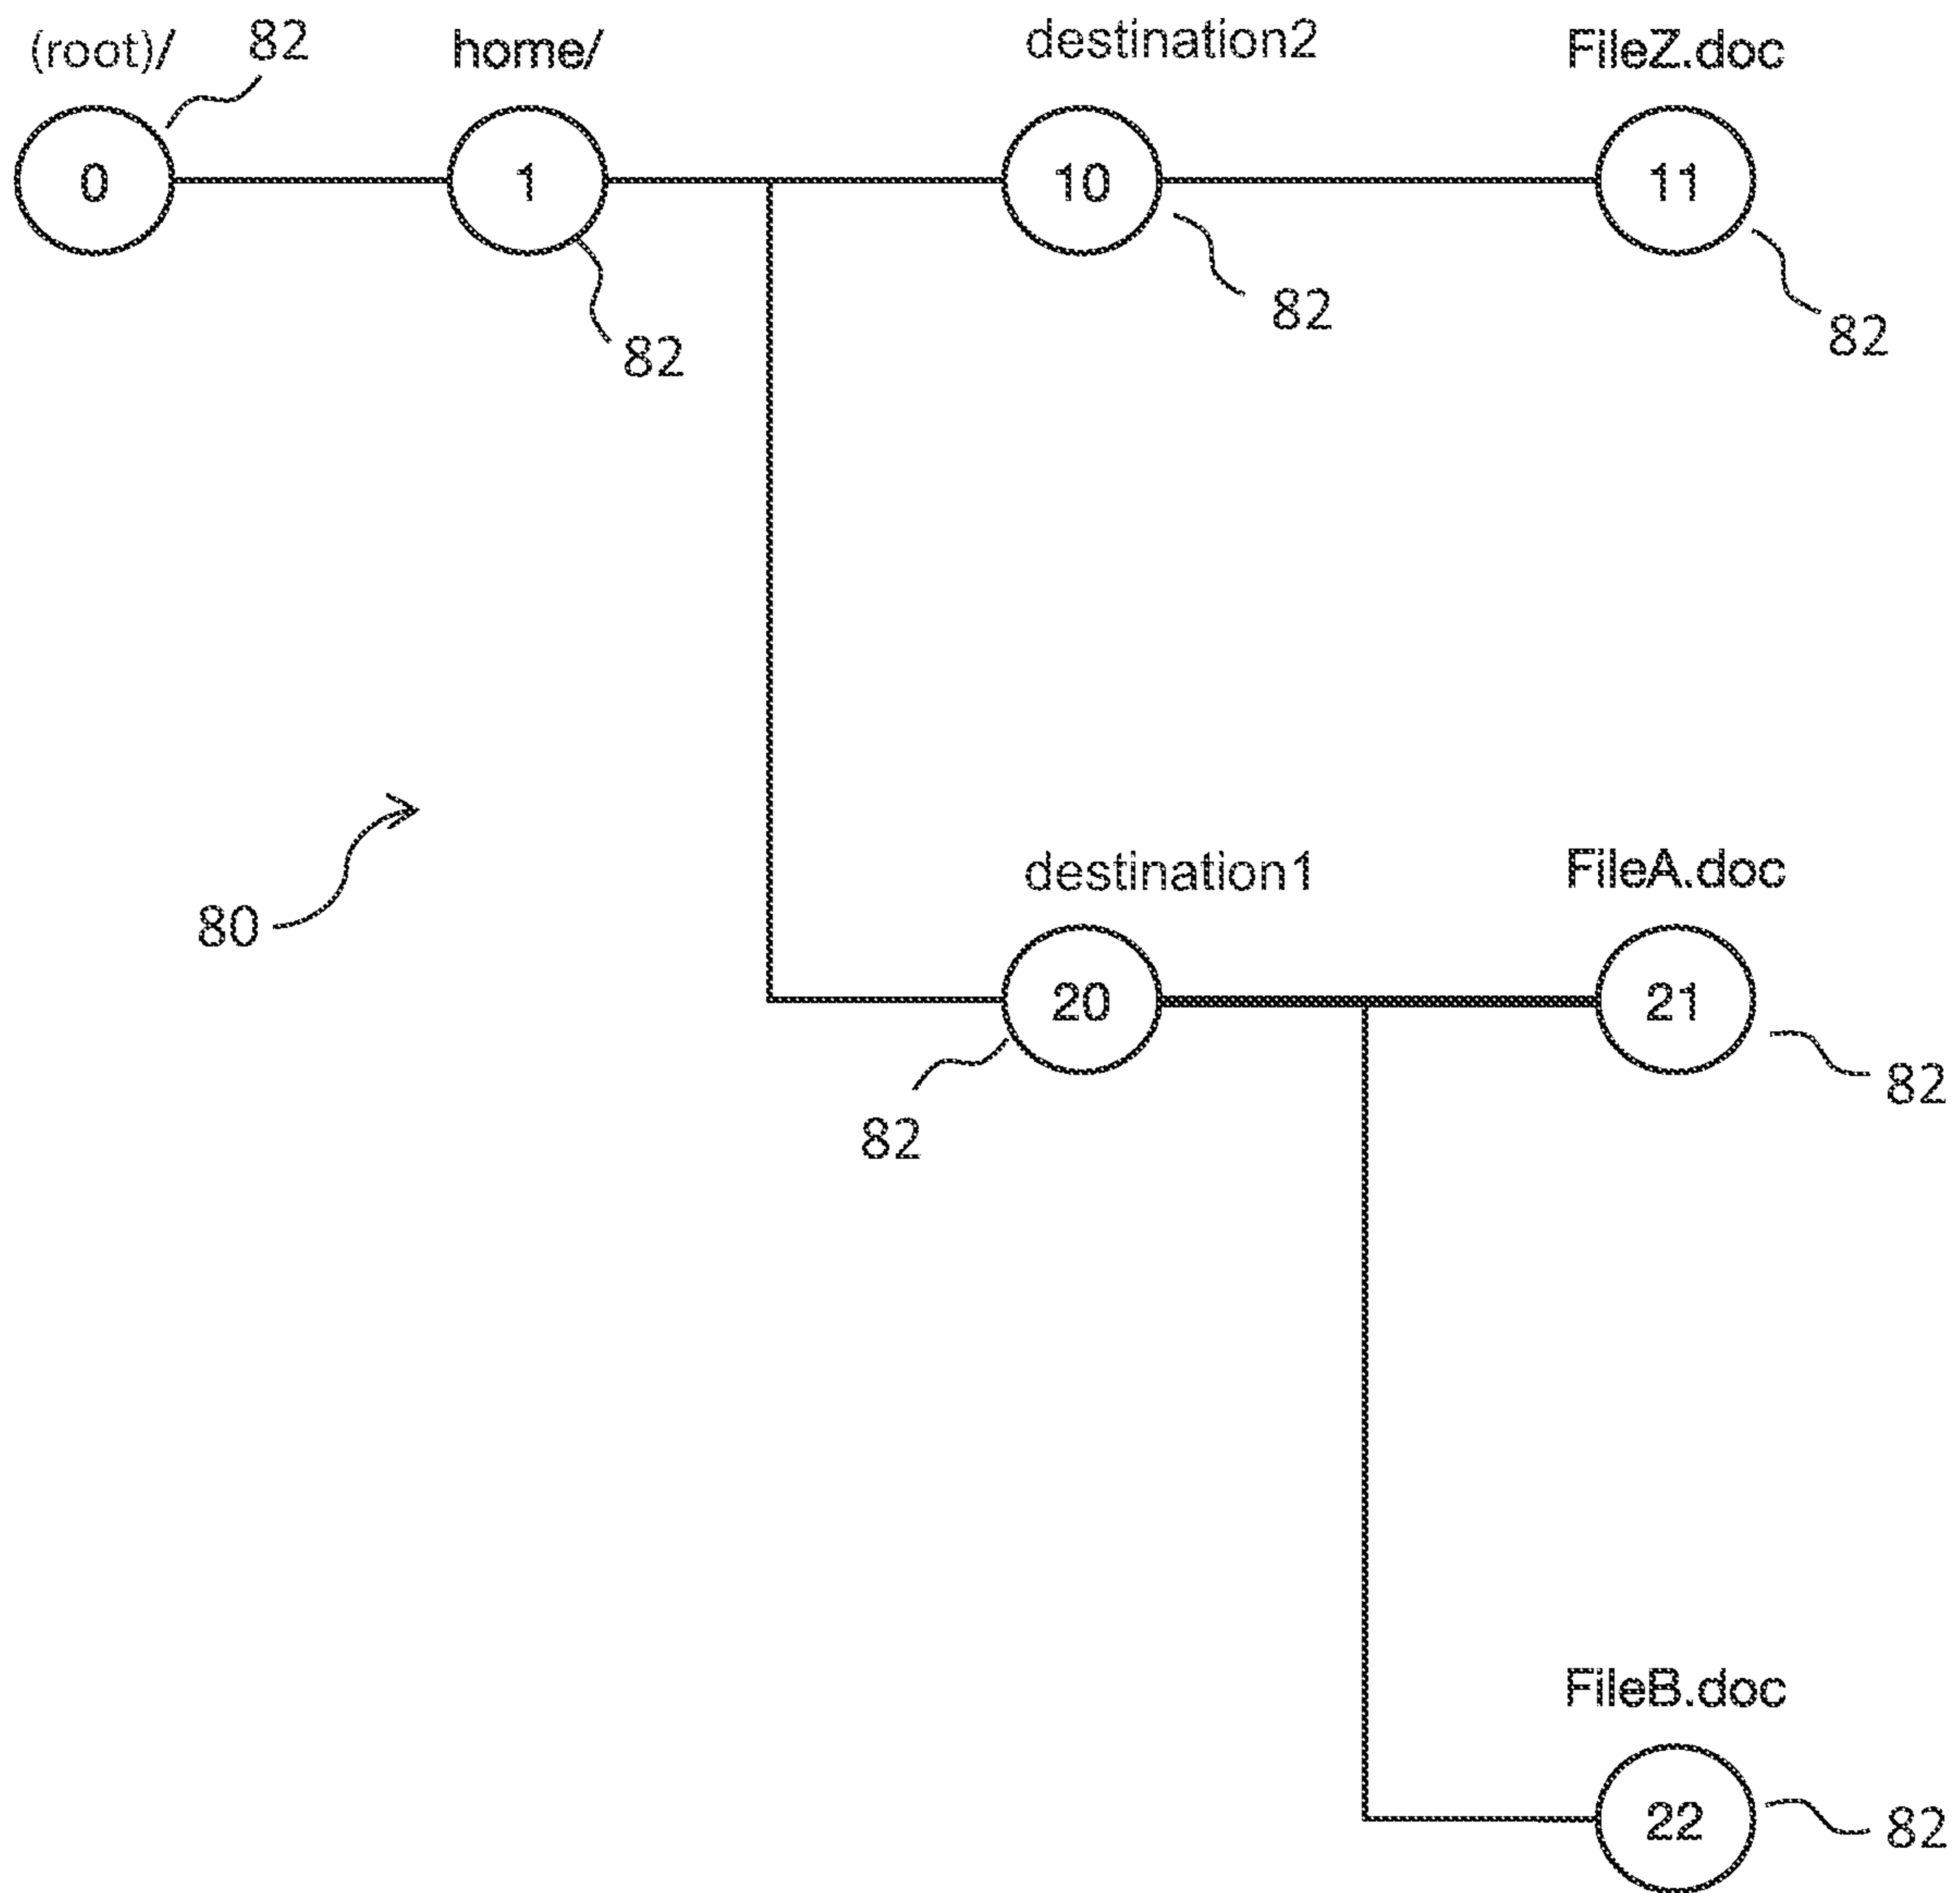 (root)/ 82 home/ destination2 FileZ.doc
0 1 10 11
82 82 82
80
destination1 FileA.doc
20 21
82 82
FileB.doc
22 82